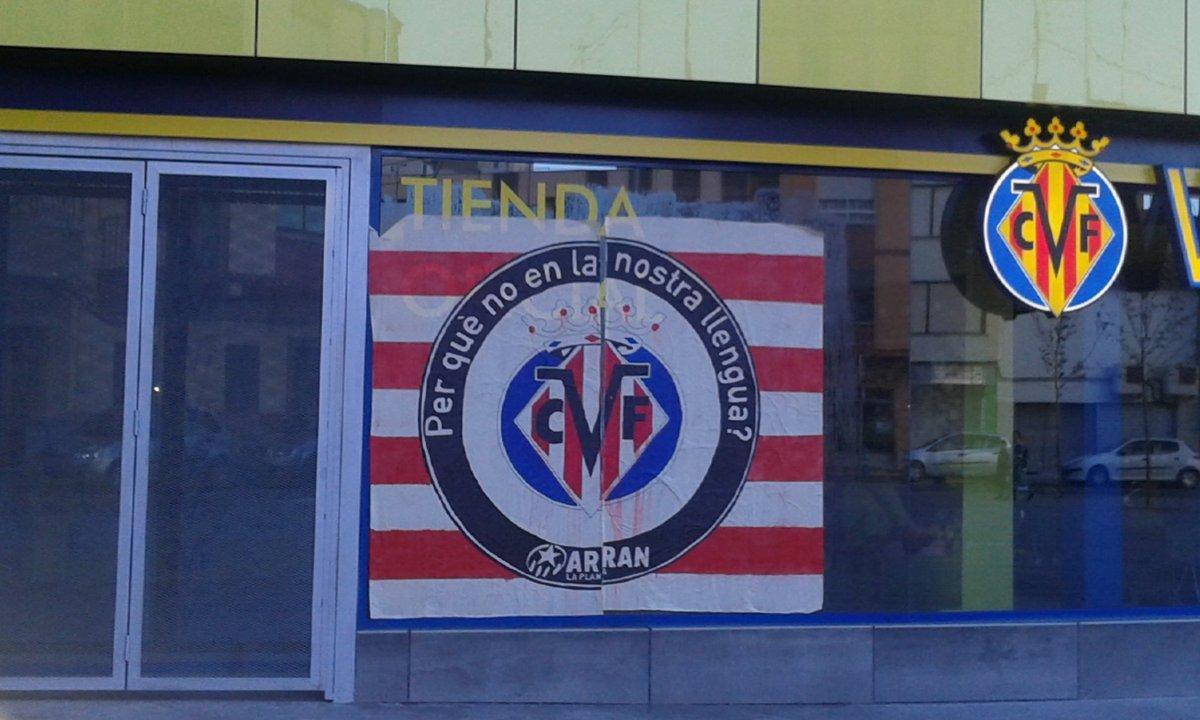 TIENDA
Per què no en la nostra llengua?
CVF
ARRAN
LA PLANA
CVF